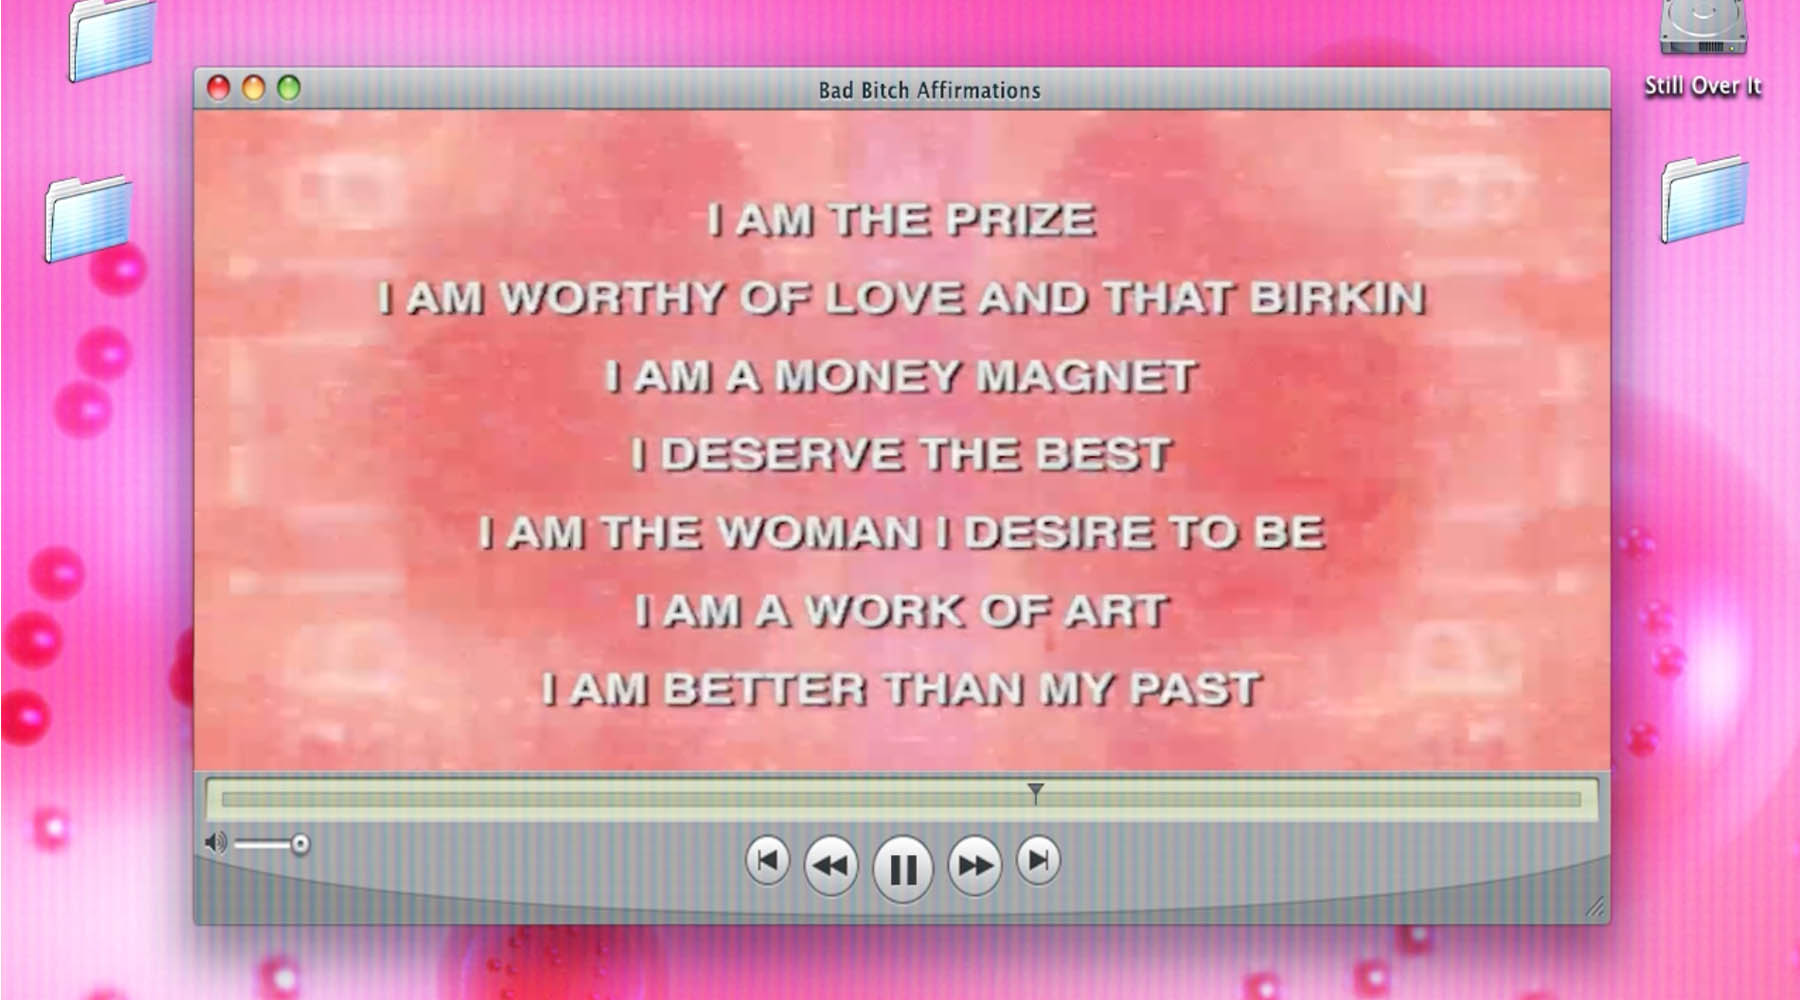 Bad Bitch Affirmations
Still Over It
I AM THE PRIZE
I AM WORTHY OF LOVE AND THAT BIRKIN
I AM A MONEY MAGNET
I DESERVE THE BEST
I AM THE WOMAN I DESIRE TO BE
I AM A WORK OF ART
I AM BETTER THAN MY PAST